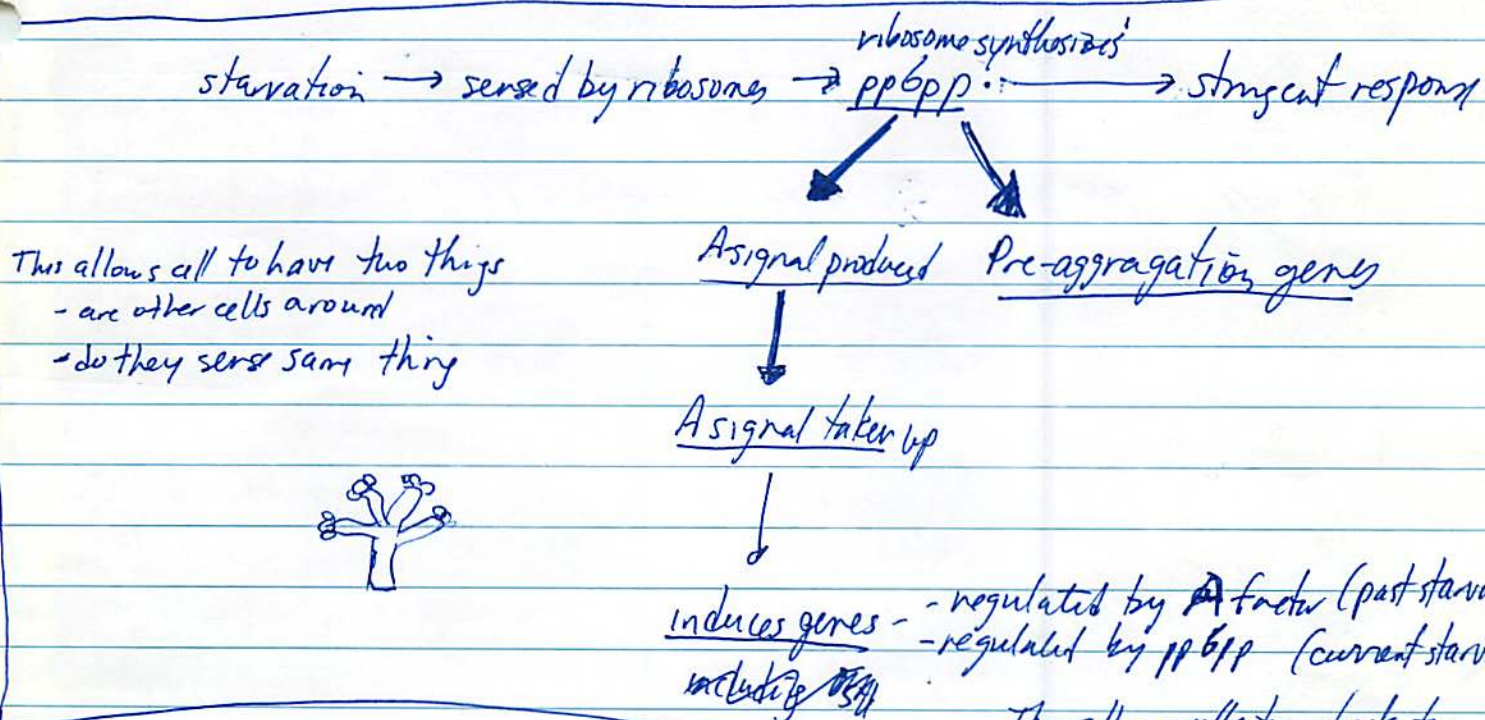 ribosome synthesizes
starvation → sensed by ribosomes → ppGpp → stringent response
A signal produced Pre-aggragation genes
This allows cell to have two things
- are other cells around
- do they sense same thing
A signal taken up
induces genes - - regulated by A factor (past starv
- regulated by ppGpp (current starv
including